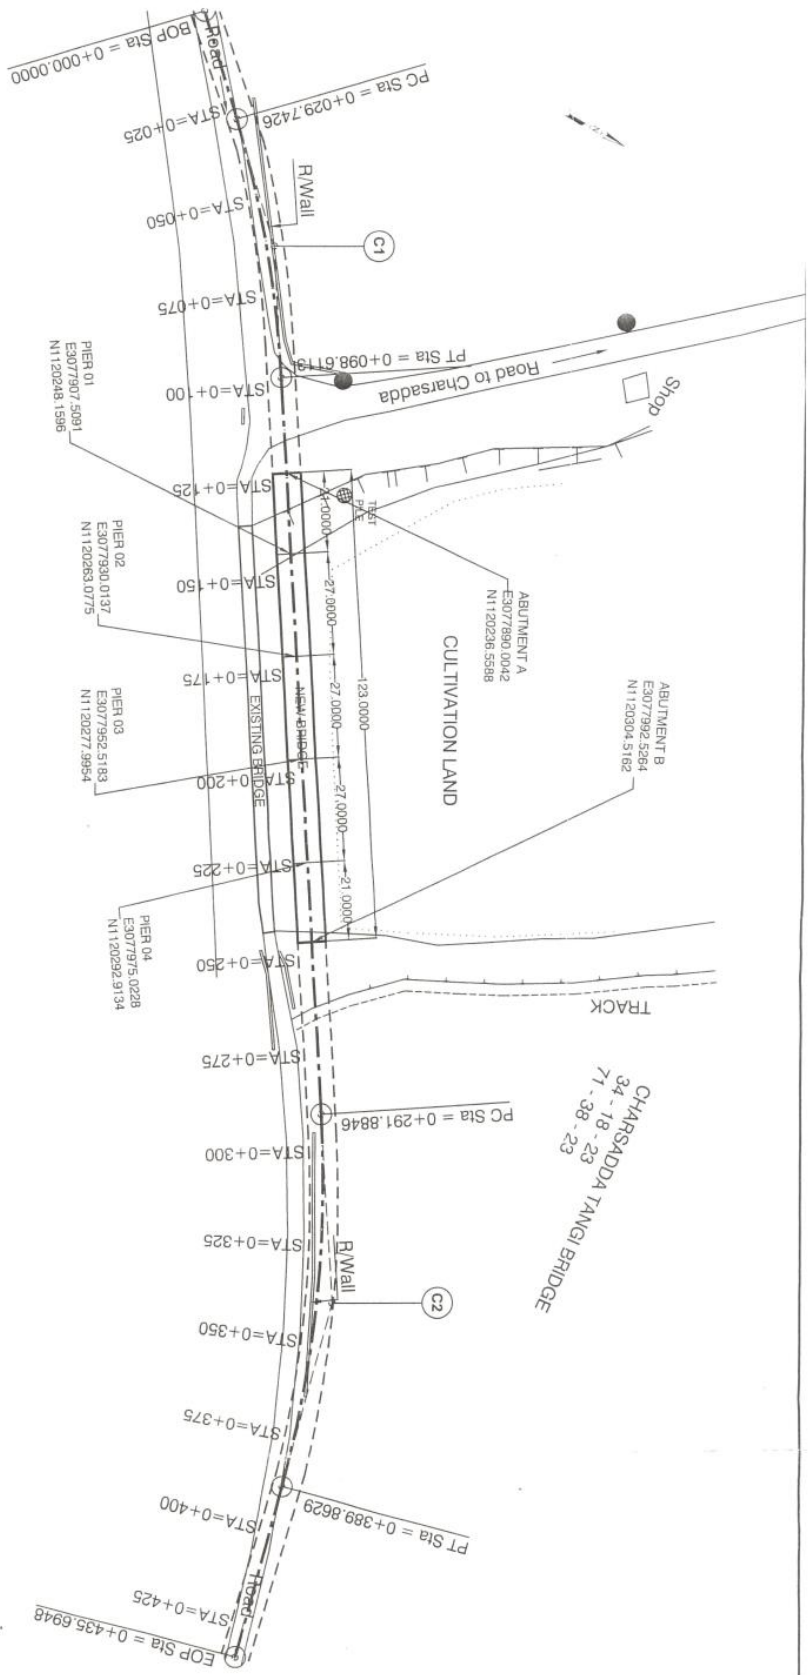 BOP Sta = 0+000.0000
Road
PC Sta = 0+029.7426
STA=0+025
R/Wall
STA=0+050
C1
STA=0+075
PT Sta = 0+098.6113
Road to Charsadda
Shop
STA=0+100
PIER 01
E3077907.5091
N1120248.1596
STA=0+125
21.0000
TEST
PILE
STA=0+150
27.0000
ABUTMENT A
E3077890.0042
N1120236.5588
PIER 02
E3077930.0137
N1120263.0775
STA=0+175
27.0000
123.0000
CULTIVATION LAND
NEW BRIDGE
EXISTING BRIDGE
ABUTMENT B
E3077992.5264
N1120304.5162
PIER 03
E3077952.5183
N1120277.9954
STA=0+200
27.0000
STA=0+225
21.0000
PIER 04
E3077975.0228
N1120292.9134
STA=0+250
TRACK
STA=0+275
CHARSADDA TANGI BRIDGE
34 - 18 - 23
71 - 38 - 23
PC Sta = 0+291.8846
STA=0+300
STA=0+325
R/Wall
C2
STA=0+350
STA=0+375
PT Sta = 0+389.8629
STA=0+400
STA=0+425
Road
EOP Sta = 0+435.6948